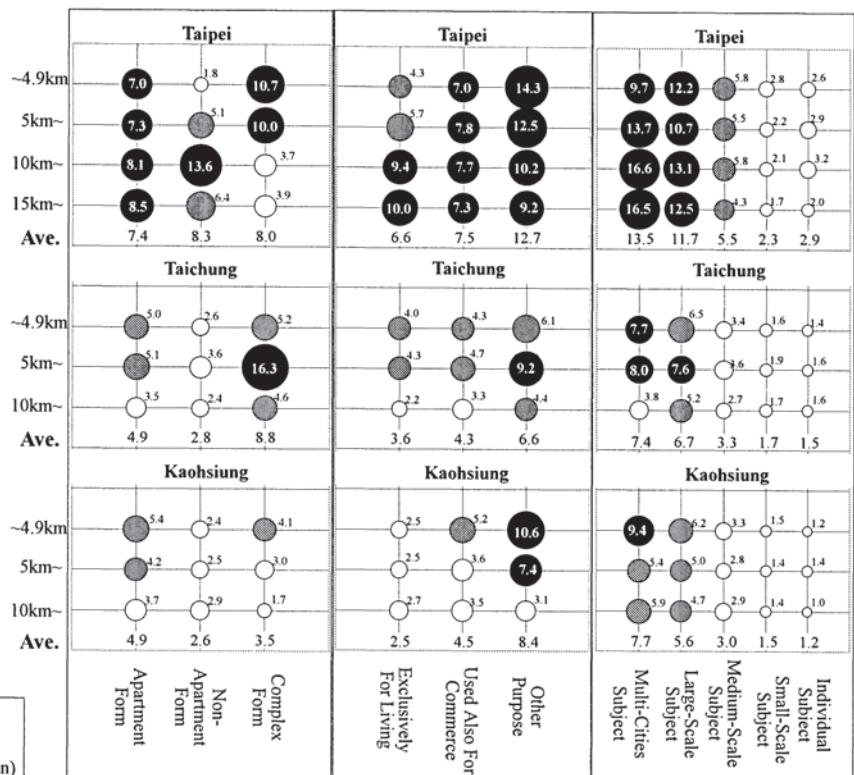 Taipei Taipei Taipei
~4.9km 7.0 1.8 10.7 4.3 7.0 14.3 9.7 12.2 5.8 2.8 2.6
5km~ 7.3 5.1 10.0 5.7 7.8 12.5 13.7 10.7 5.5 2.2 2.9
10km~ 8.1 13.6 3.7 9.4 7.7 10.2 16.6 13.1 5.8 2.1 3.2
15km~ 8.5 6.4 3.9 10.0 7.3 9.2 16.5 12.5 4.3 1.7 2.0
Ave. 7.4 8.3 8.0 6.6 7.5 12.7 13.5 11.7 5.5 2.3 2.9
Taichung Taichung Taichung
~4.9km 5.0 2.6 5.2 4.0 4.3 6.1 7.7 6.5 3.4 1.6 1.4
5km~ 5.1 3.6 16.3 4.3 4.7 9.2 8.0 7.6 3.6 1.9 1.6
10km~ 3.5 2.4 4.6 2.2 3.3 4.4 3.8 5.2 2.7 1.7 1.6
Ave. 4.9 2.8 8.8 3.6 4.3 6.6 7.4 6.7 3.3 1.7 1.5
Kaohsiung Kaohsiung Kaohsiung
~4.9km 5.4 2.4 4.1 2.5 5.2 10.6 9.4 6.2 3.3 1.5 1.2
5km~ 4.2 2.5 3.0 2.5 3.6 7.4 5.4 5.0 2.8 1.4 1.4
10km~ 3.7 2.9 1.7 2.7 3.5 3.1 5.9 4.7 2.9 1.4 1.0
Ave. 4.9 2.6 3.5 2.5 4.5 8.4 7.7 5.6 3.0 1.5 1.2
Apartment
Form
Non-
Apartment
Form
Complex
Form
Exclusively
For Living
Used Also For
Commerce
Other
Purpose
Multi-Cities
Subject
Large-Scale
Subject
Medium-Scale
Subject
Small-Scale
Subject
Individual
Subject